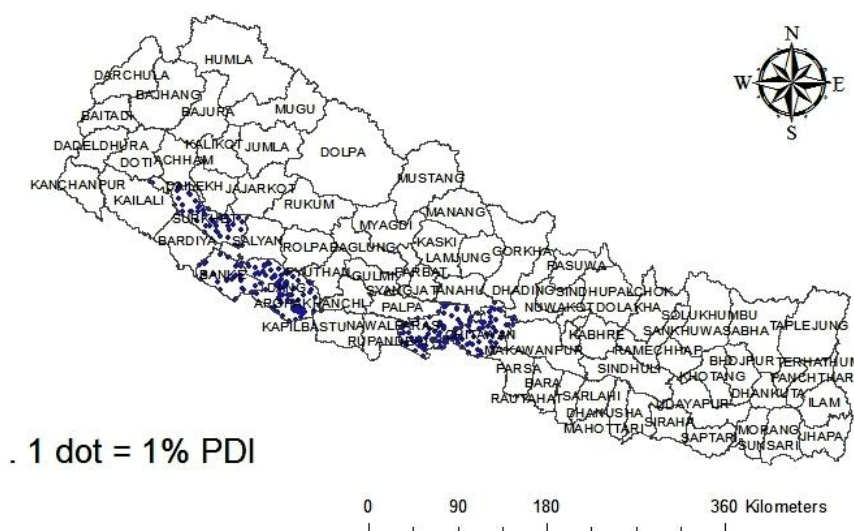 N
W E
S
HUMLA
DARCHULA
BAJHANG
BAJURA
MUGU
BAITADI
DADELDHURA
KALIKOT
JUMLA
DOLPA
DOTI
ACHHAM
MUSTANG
KANCHANPUR
KAILALI
DAILEKH
JAJARKOT
RUKUM
MANANG
SURKHET
MYAGDI
BARDIYA
SALYAN
ROLPA
BAGLUNG
KASKI
GORKHA
LAMJUNG
RASUWA
BANKE
PYUTHAN
GULMI
PARBAT
DANG
SYANGJA
TANAHU
DHADING
SINDHUPALCHOK
ARGHAKHANCHI
PALPA
NUWAKOT
DOLAKHA
SOLUKHUMBU
TAPLEJUNG
KAPILBASTU
NAWALPARASI
CHITAWAN
KABHRE
SANKHUWASABHA
RUPANDEHI
MAKAWANPUR
RAMECHHAP
BHOJPUR
TERHATHUM
PARSA
SINDHULI
KHOTANG
PANCHTHAR
BARA
DHANKUTA
RAUTAHAT
SARLAHI
UDAYAPUR
ILAM
DHANUSHA
SIRAHA
MORANG
MAHOTTARI
SAPTARI
SUNSARI
JHAPA
. 1 dot = 1% PDI
0 90 180 360 Kilometers